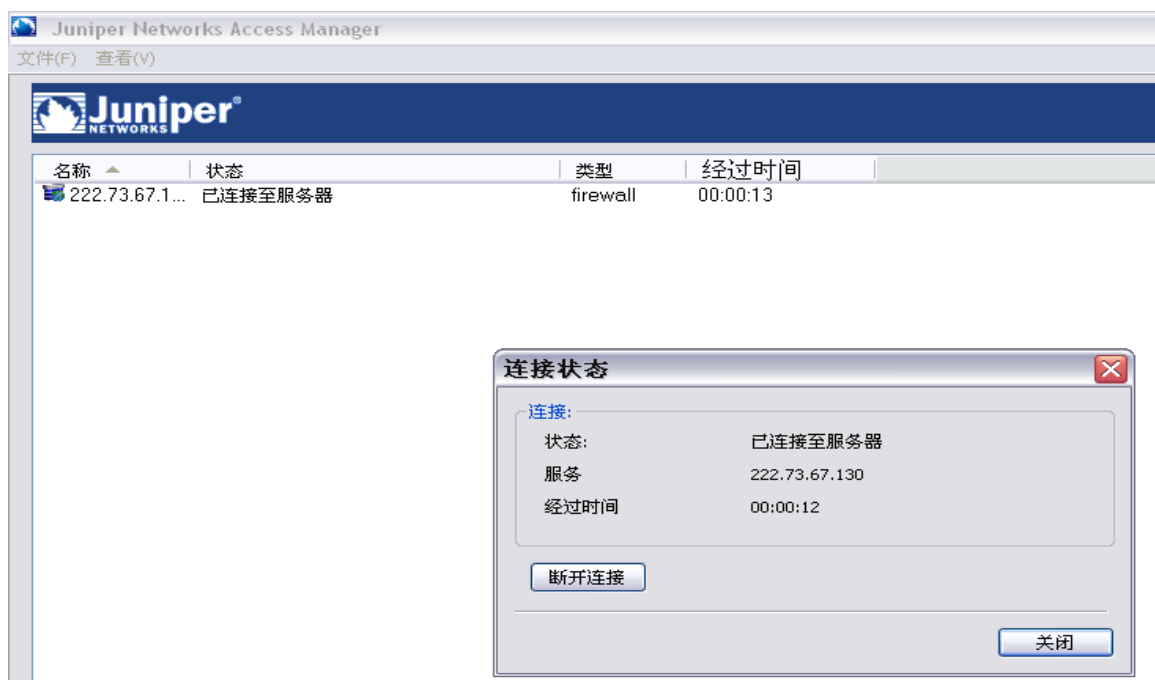 Juniper Networks Access Manager
文件(F) 查看(V)
Juniper®
NETWORKS
名称 状态 类型 经过时间
222.73.67.1... 已连接至服务器 firewall 00:00:13
连接状态
连接:
状态: 已连接至服务器
服务 222.73.67.130
经过时间 00:00:12
断开连接
关闭